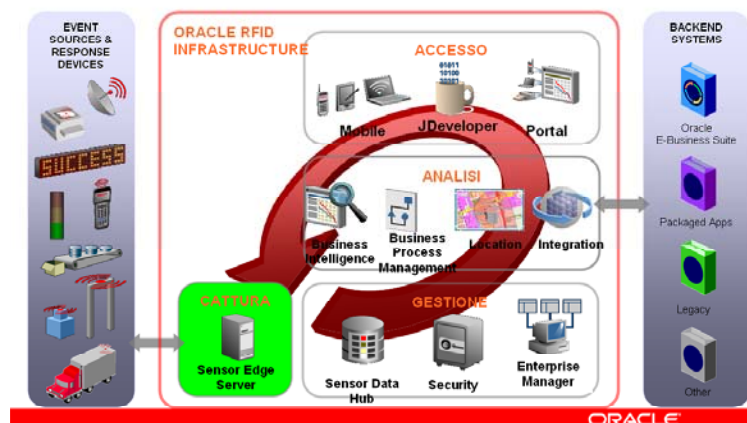 EVENT
SOURCES &
RESPONSE
DEVICES
SUCCESS
ORACLE RFID
INFRASTRUCTURE
ACCESSO
01011
10100
10101
Mobile
JDeveloper
Portal
ANALISI
Business
Intelligence
Business
Process
Management
Location
Integration
CATTURA
Sensor Edge
Server
GESTIONE
Sensor Data
Hub
Security
Enterprise
Manager
BACKEND
SYSTEMS
Oracle
E-Business Suite
Packaged Apps
Legacy
Other
ORACLE